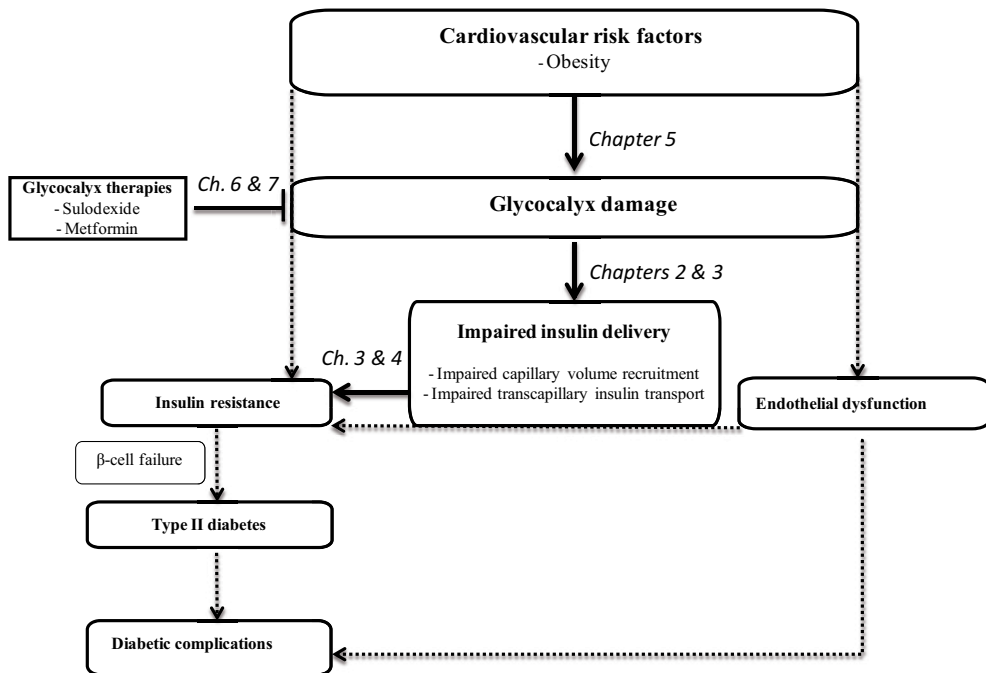 Cardiovascular risk factors
- Obesity
Chapter 5
Glycocalyx therapies
- Sulodexide
- Metformin
Ch. 6 & 7
Glycocalyx damage
Chapters 2 & 3
Impaired insulin delivery
- Impaired capillary volume recruitment
- Impaired transcapillary insulin transport
Ch. 3 & 4
Insulin resistance
Endothelial dysfunction
β-cell failure
Type II diabetes
Diabetic complications